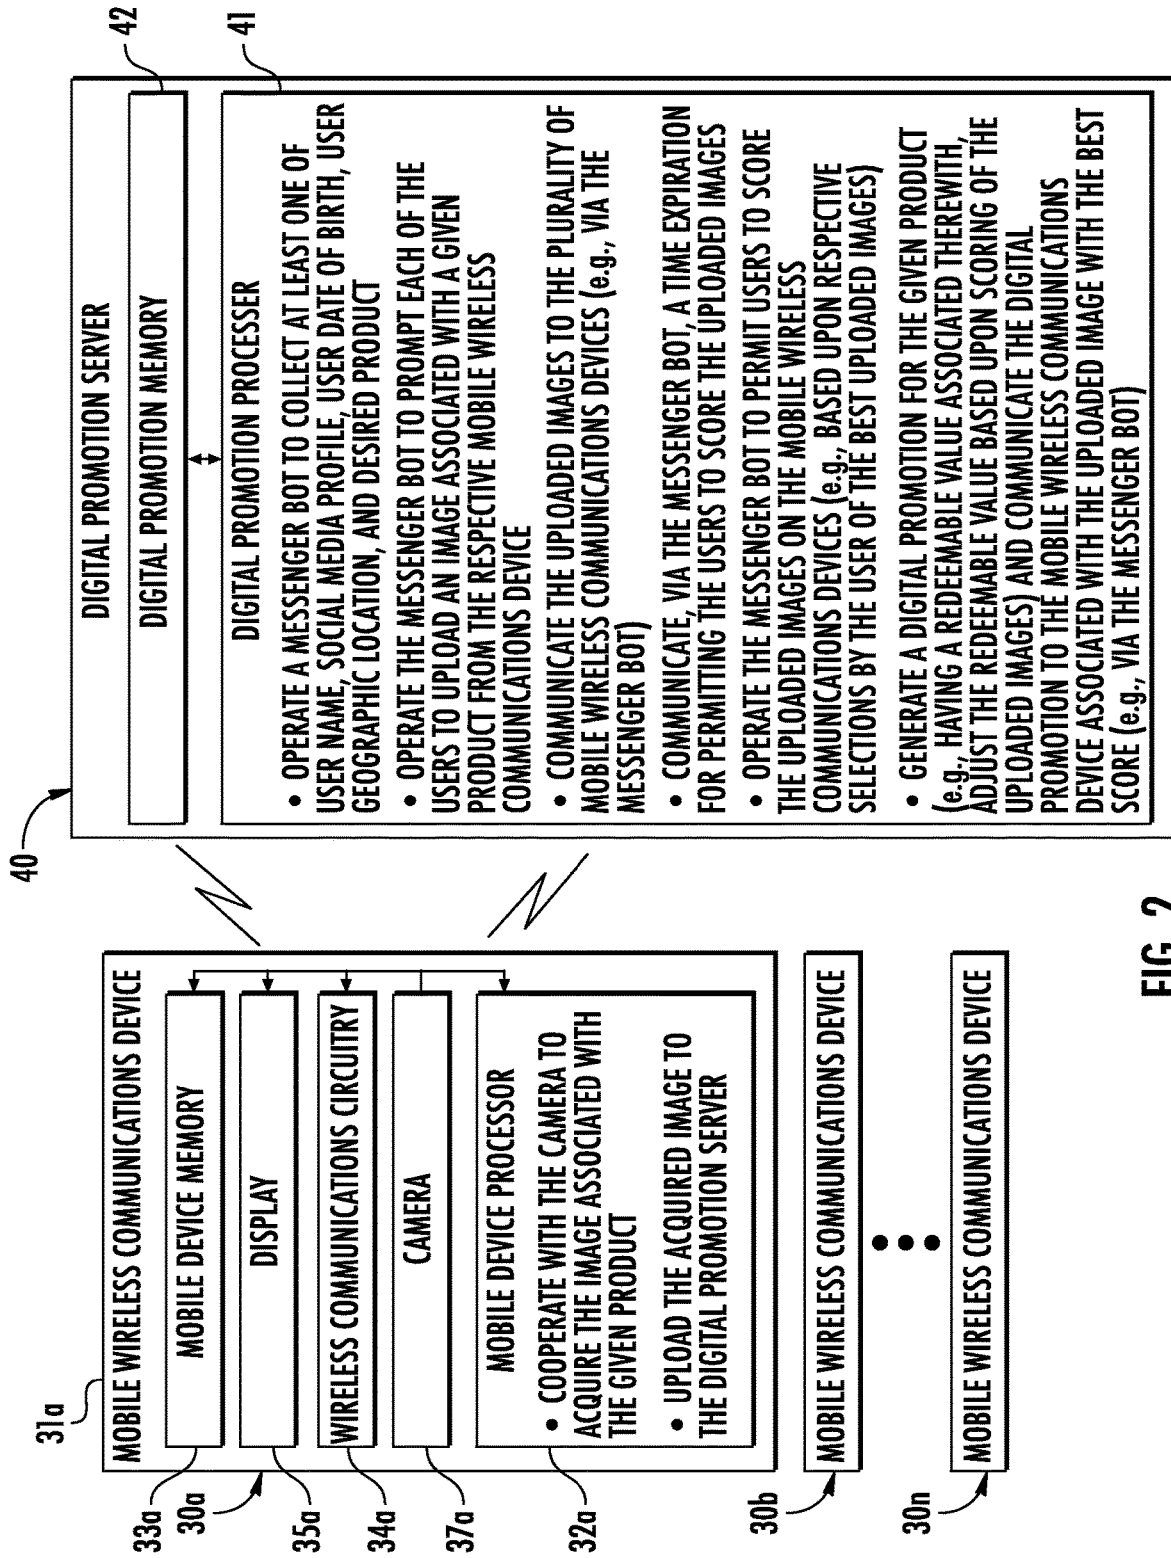 31a
MOBILE WIRELESS COMMUNICATIONS DEVICE
33a
MOBILE DEVICE MEMORY
30a
35a
DISPLAY
34a
WIRELESS COMMUNICATIONS CIRCUITRY
37a
CAMERA
32a
MOBILE DEVICE PROCESSOR
• COOPERATE WITH THE CAMERA TO
ACQUIRE THE IMAGE ASSOCIATED WITH
THE GIVEN PRODUCT
• UPLOAD THE ACQUIRED IMAGE TO
THE DIGITAL PROMOTION SERVER
30b
MOBILE WIRELESS COMMUNICATIONS DEVICE
30n
MOBILE WIRELESS COMMUNICATIONS DEVICE
40
DIGITAL PROMOTION SERVER
42
DIGITAL PROMOTION MEMORY
41
DIGITAL PROMOTION PROCESSER
• OPERATE A MESSENGER BOT TO COLLECT AT LEAST ONE OF
USER NAME, SOCIAL MEDIA PROFILE, USER DATE OF BIRTH, USER
GEOGRAPHIC LOCATION, AND DESIRED PRODUCT
• OPERATE THE MESSENGER BOT TO PROMPT EACH OF THE
USERS TO UPLOAD AN IMAGE ASSOCIATED WITH A GIVEN
PRODUCT FROM THE RESPECTIVE MOBILE WIRELESS
COMMUNICATIONS DEVICE
• COMMUNICATE THE UPLOADED IMAGES TO THE PLURALITY OF
MOBILE WIRELESS COMMUNICATIONS DEVICES (e.g., VIA THE
MESSENGER BOT)
• COMMUNICATE, VIA THE MESSENGER BOT, A TIME EXPIRATION
FOR PERMITTING THE USERS TO SCORE THE UPLOADED IMAGES
• OPERATE THE MESSENGER BOT TO PERMIT USERS TO SCORE
THE UPLOADED IMAGES ON THE MOBILE WIRELESS
COMMUNICATIONS DEVICES (e.g., BASED UPON RESPECTIVE
SELECTIONS BY THE USER OF THE BEST UPLOADED IMAGES)
• GENERATE A DIGITAL PROMOTION FOR THE GIVEN PRODUCT
(e.g., HAVING A REDEEMABLE VALUE ASSOCIATED THEREWITH,
ADJUST THE REDEEMABLE VALUE BASED UPON SCORING OF THE
UPLOADED IMAGES) AND COMMUNICATE THE DIGITAL
PROMOTION TO THE MOBILE WIRELESS COMMUNICATIONS
DEVICE ASSOCIATED WITH THE UPLOADED IMAGE WITH THE BEST
SCORE (e.g., VIA THE MESSENGER BOT)
FIG. 2